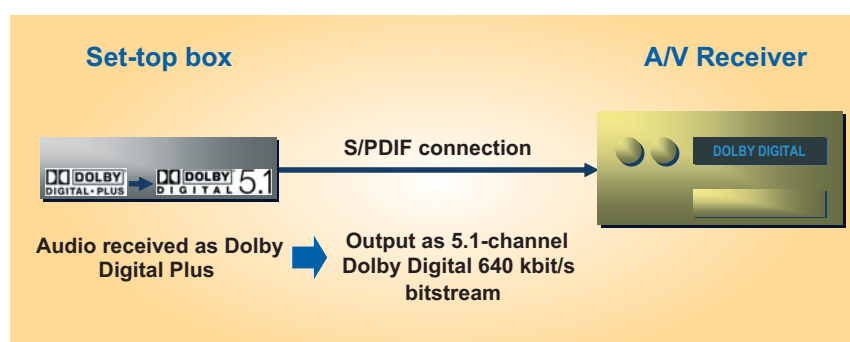 Set-top box
A/V Receiver
S/PDIF connection
DOLBY DIGITAL
DOLBY
DIGITAL•PLUS
DOLBY
DIGITAL 5.1
Audio received as Dolby
Digital Plus
Output as 5.1-channel
Dolby Digital 640 kbit/s
bitstream